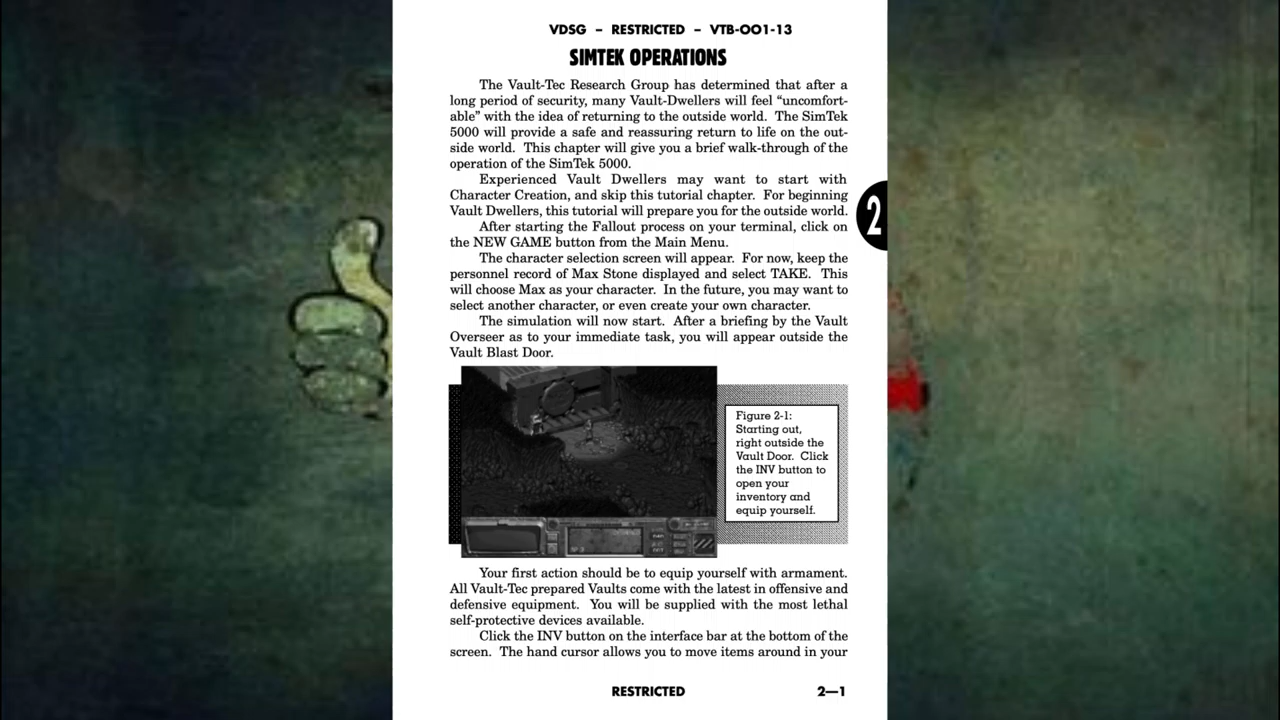 VDSG – RESTRICTED – VTB-001-13
SIMTEK OPERATIONS
The Vault-Tec Research Group has determined that after a
long period of security, many Vault-Dwellers will feel “uncomfort-
able” with the idea of returning to the outside world. The SimTek
5000 will provide a safe and reassuring return to life on the out-
side world. This chapter will give you a brief walk-through of the
operation of the SimTek 5000.
Experienced Vault Dwellers may want to start with
Character Creation, and skip this tutorial chapter. For beginning
Vault Dwellers, this tutorial will prepare you for the outside world.
After starting the Fallout process on your terminal, click on
the NEW GAME button from the Main Menu.
The character selection screen will appear. For now, keep the
personnel record of Max Stone displayed and select TAKE. This
will choose Max as your character. In the future, you may want to
select another character, or even create your own character.
The simulation will now start. After a briefing by the Vault
Overseer as to your immediate task, you will appear outside the
Vault Blast Door.
2
Figure 2-1:
Starting out,
right outside the
Vault Door. Click
the INV button to
open your
inventory and
equip yourself.
Your first action should be to equip yourself with armament.
All Vault-Tec prepared Vaults come with the latest in offensive and
defensive equipment. You will be supplied with the most lethal
self-protective devices available.
Click the INV button on the interface bar at the bottom of the
screen. The hand cursor allows you to move items around in your
RESTRICTED
2—1